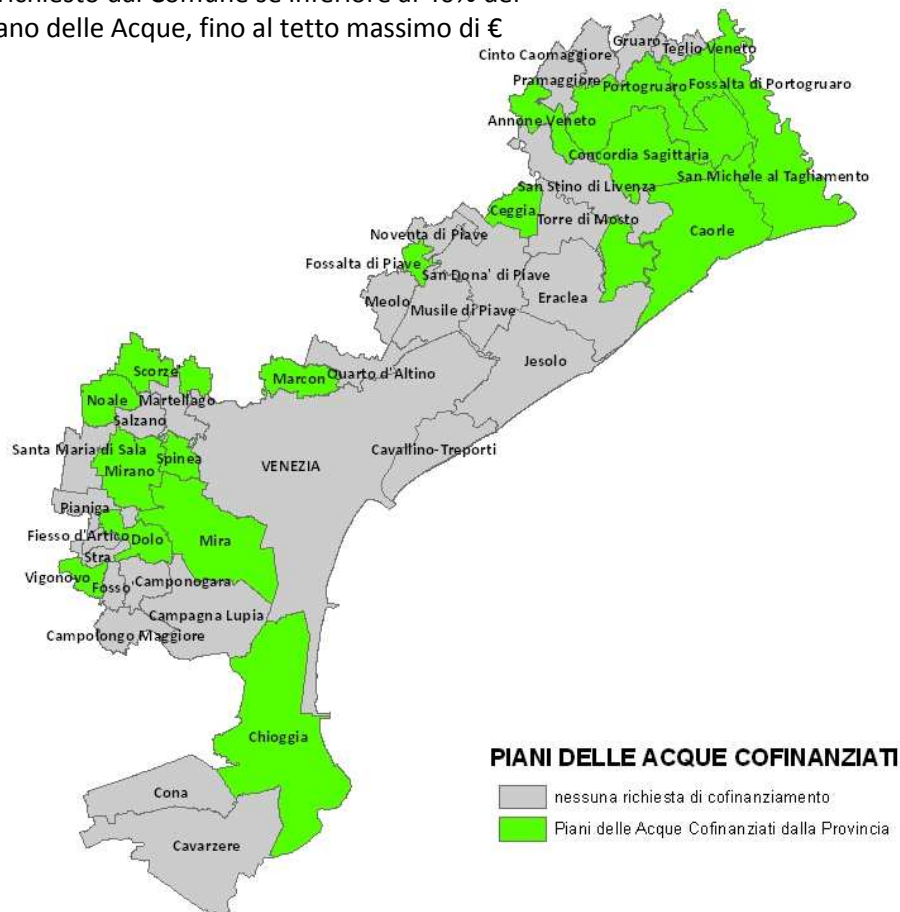 richiesto dal Comune se inferiore al 40% del
ano delle Acque, fino al tetto massimo di €
Gruaro
Cinto Caomaggiore
Teglio Veneto
Pramaggiore
Portogruaro
Fossalta di Portogruaro
Annone Veneto
Concordia Sagittaria
San Michele al Tagliamento
San Stino di Livenza
Ceggia
Torre di Mosto
Caorle
Noventa di Piave
Fossalta di Piave
San Dona' di Piave
Meolo
Eraclea
Musile di Piave
Jesolo
Scorze'
Marcon
Quarto d'Altino
Noale
Martellago
Salzano
Santa Maria di Sala
Spinea
Cavallino-Treporti
Mirano
VENEZIA
Pianiga
Fiesso d'Artico
Dolo
Mira
Stra
Vigonovo
Fosso'
Camponogara
Campagna Lupia
Campolongo Maggiore
Chioggia
Cona
Cavarzere
PIANI DELLE ACQUE COFINANZIATI
nessuna richiesta di cofinanziamento
Piani delle Acque Cofinanziati dalla Provincia